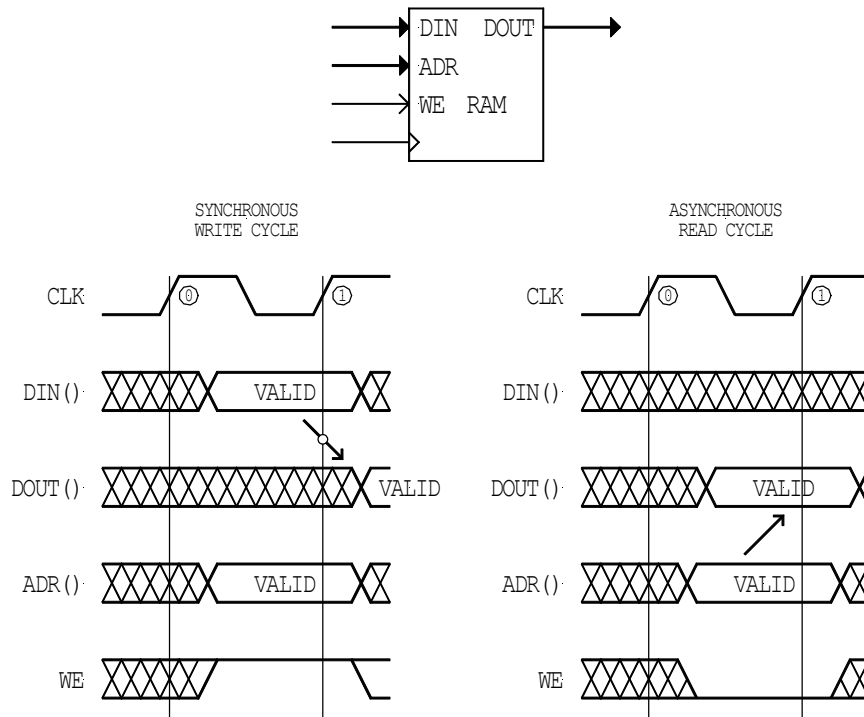 DIN DOUT
ADR
WE RAM
SYNCHRONOUS
WRITE CYCLE
CLK 0 1
DIN() VALID
DOUT() VALID
ADR() VALID
WE
ASYNCHRONOUS
READ CYCLE
CLK 0 1
DIN()
DOUT() VALID
ADR() VALID
WE